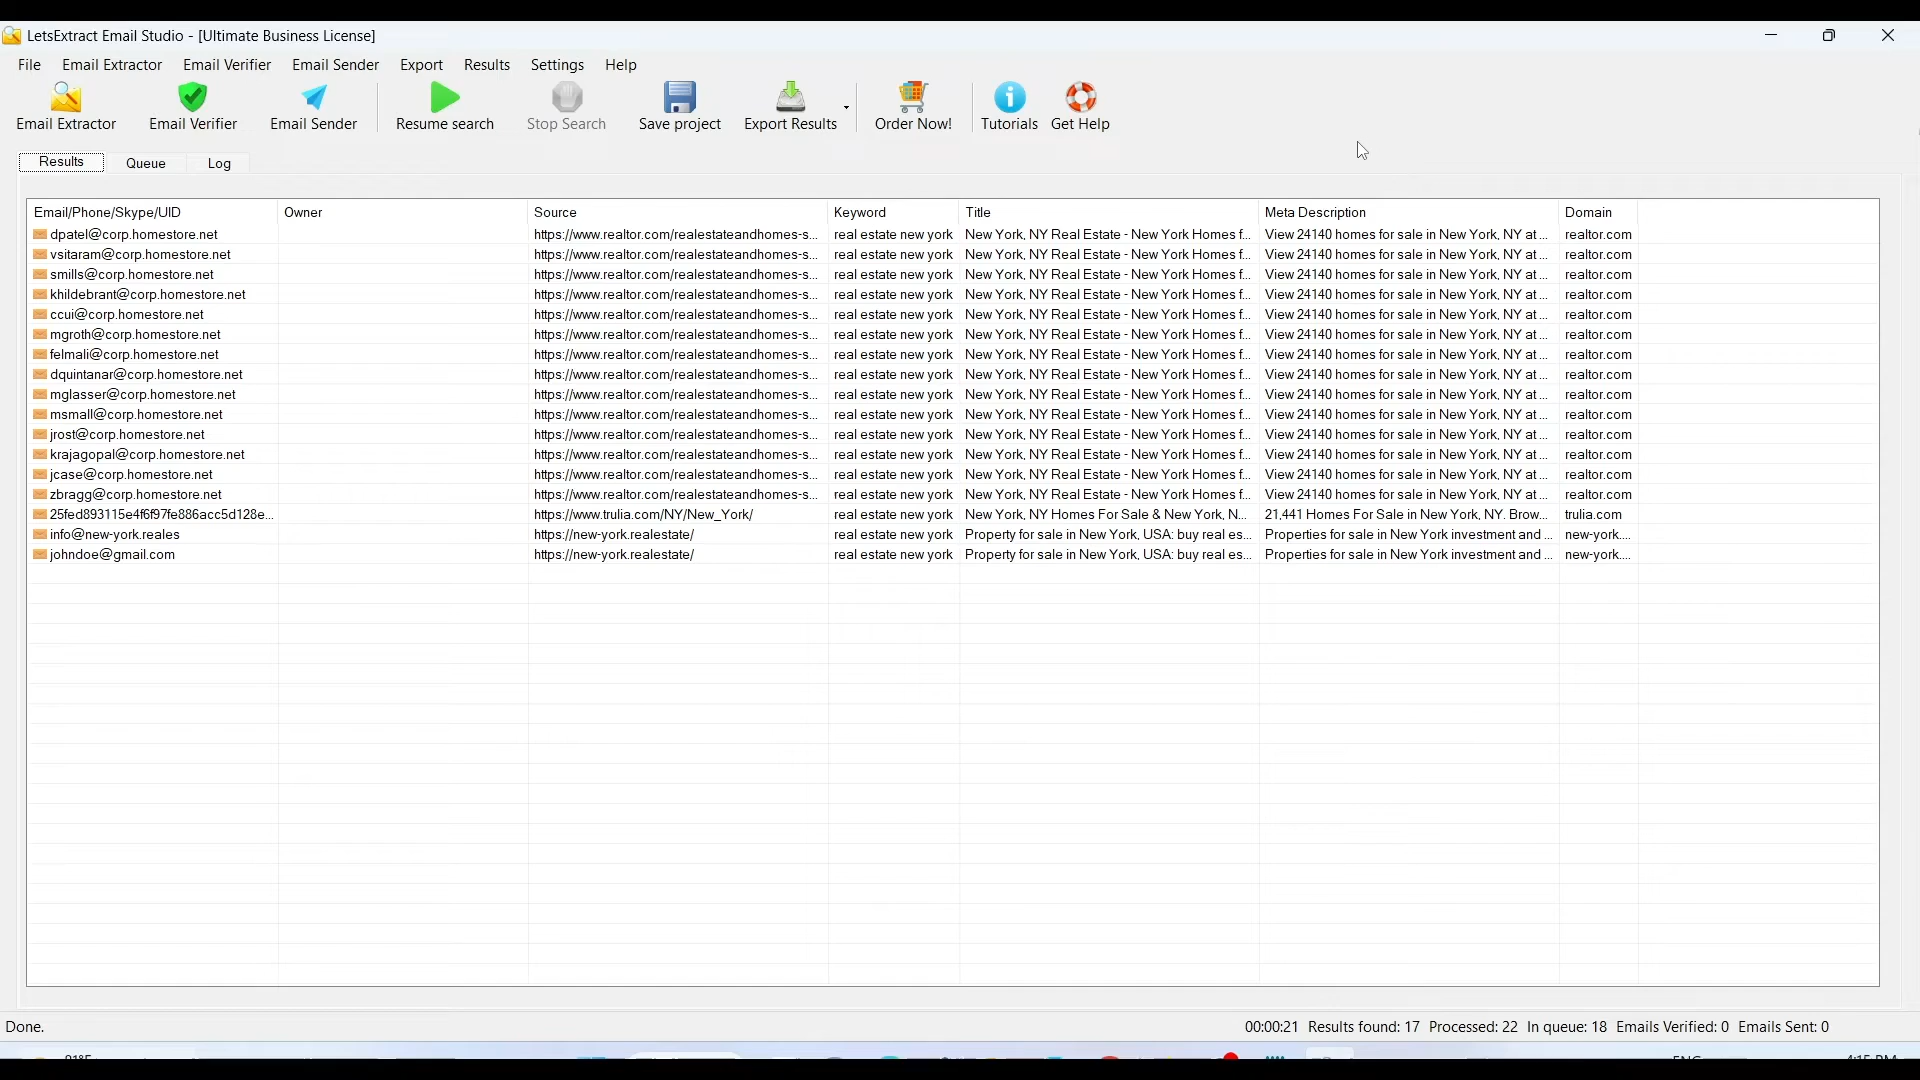 LetsExtract Email Studio - [Ultimate Business License]
File Email Extractor Email Verifier Email Sender Export Results Settings Help
Email Extractor Email Verifier Email Sender Resume search Stop Search Save project Export Results Order Now! Tutorials Get Help
Results Queue Log
Email/Phone/Skype/UID Owner Source Keyword Title Meta Description Domain
dpatel@corp.homestore.net https://www.realtor.com/realestateandhomes-s... real estate new york New York, NY Real Estate - New York Homes f... View 24140 homes for sale in New York, NY at ... realtor.com
vsitaram@corp.homestore.net https://www.realtor.com/realestateandhomes-s... real estate new york New York, NY Real Estate - New York Homes f... View 24140 homes for sale in New York, NY at ... realtor.com
smills@corp.homestore.net https://www.realtor.com/realestateandhomes-s... real estate new york New York, NY Real Estate - New York Homes f... View 24140 homes for sale in New York, NY at ... realtor.com
khildebrant@corp.homestore.net https://www.realtor.com/realestateandhomes-s... real estate new york New York, NY Real Estate - New York Homes f... View 24140 homes for sale in New York, NY at ... realtor.com
ccui@corp.homestore.net https://www.realtor.com/realestateandhomes-s... real estate new york New York, NY Real Estate - New York Homes f... View 24140 homes for sale in New York, NY at ... realtor.com
mgroth@corp.homestore.net https://www.realtor.com/realestateandhomes-s... real estate new york New York, NY Real Estate - New York Homes f... View 24140 homes for sale in New York, NY at ... realtor.com
felmali@corp.homestore.net https://www.realtor.com/realestateandhomes-s... real estate new york New York, NY Real Estate - New York Homes f... View 24140 homes for sale in New York, NY at ... realtor.com
dquintanar@corp.homestore.net https://www.realtor.com/realestateandhomes-s... real estate new york New York, NY Real Estate - New York Homes f... View 24140 homes for sale in New York, NY at ... realtor.com
mglasser@corp.homestore.net https://www.realtor.com/realestateandhomes-s... real estate new york New York, NY Real Estate - New York Homes f... View 24140 homes for sale in New York, NY at ... realtor.com
msmall@corp.homestore.net https://www.realtor.com/realestateandhomes-s... real estate new york New York, NY Real Estate - New York Homes f... View 24140 homes for sale in New York, NY at ... realtor.com
jrost@corp.homestore.net https://www.realtor.com/realestateandhomes-s... real estate new york New York, NY Real Estate - New York Homes f... View 24140 homes for sale in New York, NY at ... realtor.com
krajagopal@corp.homestore.net https://www.realtor.com/realestateandhomes-s... real estate new york New York, NY Real Estate - New York Homes f... View 24140 homes for sale in New York, NY at ... realtor.com
jcase@corp.homestore.net https://www.realtor.com/realestateandhomes-s... real estate new york New York, NY Real Estate - New York Homes f... View 24140 homes for sale in New York, NY at ... realtor.com
zbragg@corp.homestore.net https://www.realtor.com/realestateandhomes-s... real estate new york New York, NY Real Estate - New York Homes f... View 24140 homes for sale in New York, NY at ... realtor.com
25fed893115e4f6f97fe886acc5d128e... https://www.trulia.com/NY/New_York/ real estate new york New York, NY Homes For Sale & New York, N... 21,441 Homes For Sale in New York, NY. Brow... trulia.com
info@new-york.reales https://new-york.realestate/ real estate new york Property for sale in New York, USA: buy real es... Properties for sale in New York investment and ... new-york....
johndoe@gmail.com https://new-york.realestate/ real estate new york Property for sale in New York, USA: buy real es... Properties for sale in New York investment and ... new-york....
Done. 00:00:21 Results found: 17 Processed: 22 In queue: 18 Emails Verified: 0 Emails Sent: 0